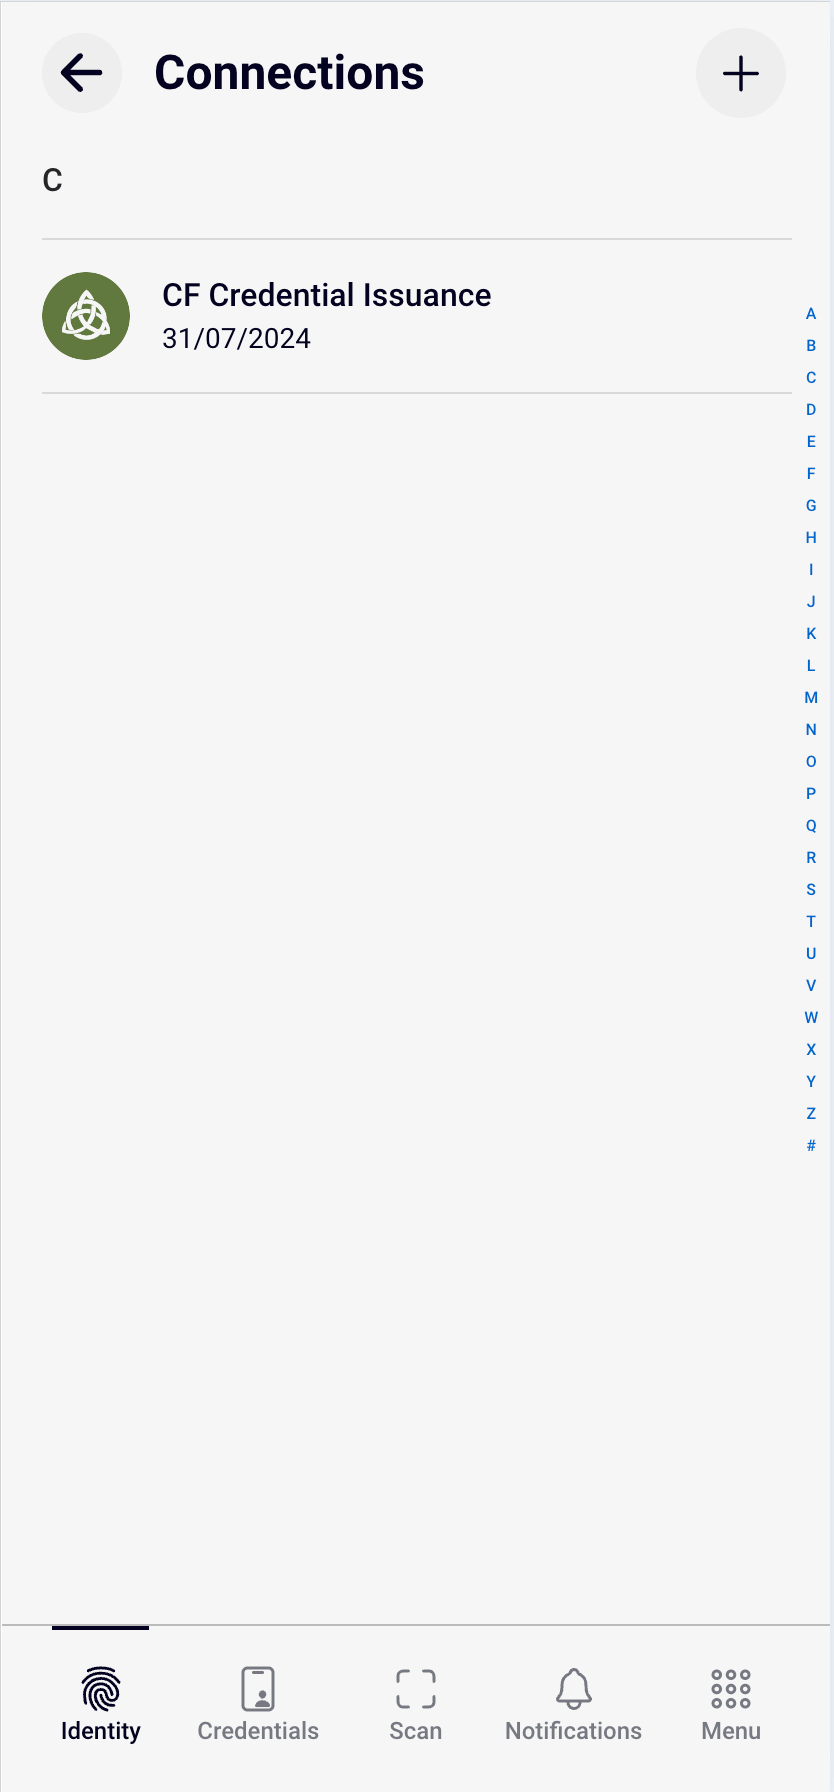 Connections
C
CF Credential Issuance
31/07/2024
A
B
C
D
E
F
G
H
I
J
K
L
M
N
O
P
Q
R
S
T
U
V
W
X
Y
Z
#
Identity
Credentials
Scan
Notifications
Menu